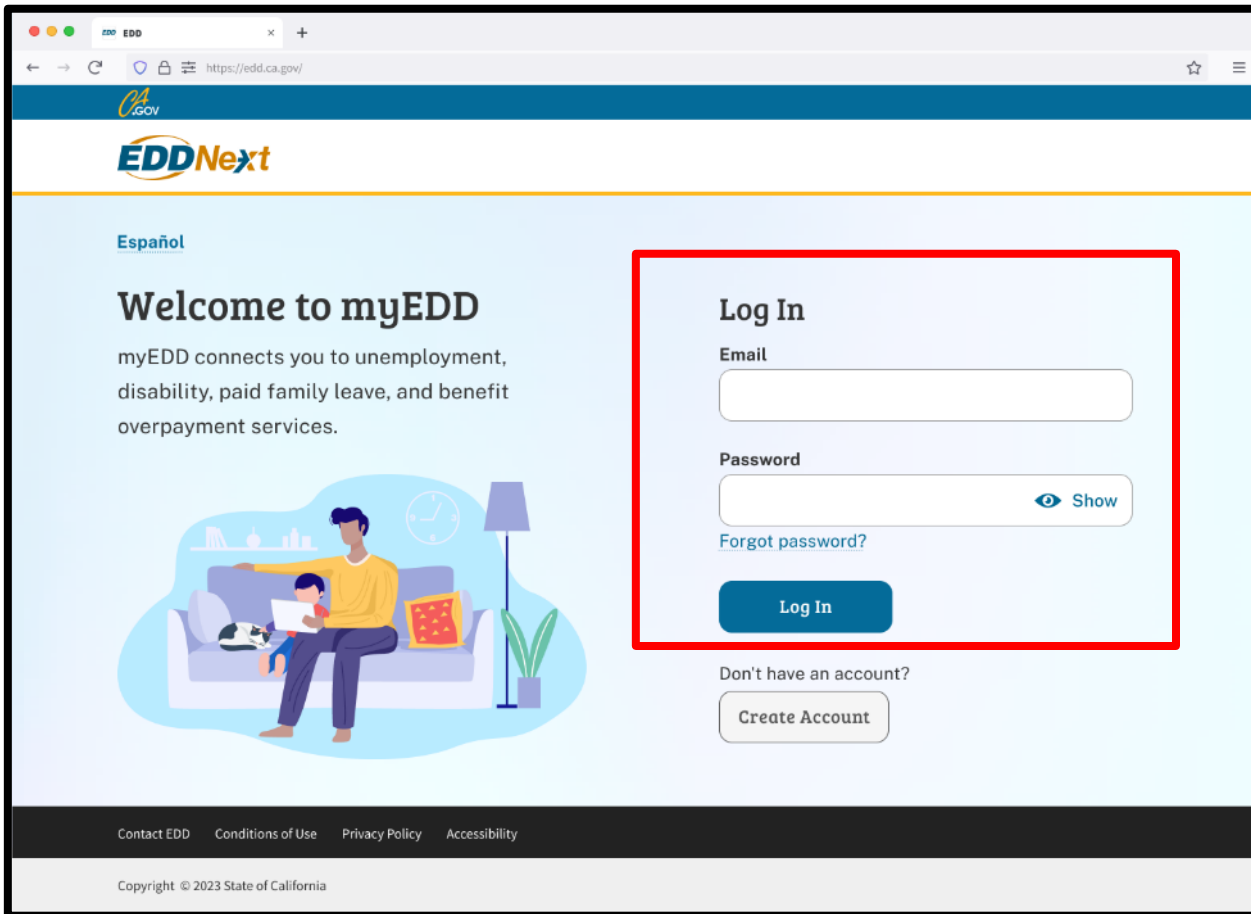 EDD EDD × +
https://edd.ca.gov/
CA.GOV
EDDNext
Español
Welcome to myEDD
myEDD connects you to unemployment,
disability, paid family leave, and benefit
overpayment services.
Log In
Email
Password
Show
Forgot password?
Log In
Don't have an account?
Create Account
Contact EDD Conditions of Use Privacy Policy Accessibility
Copyright © 2023 State of California